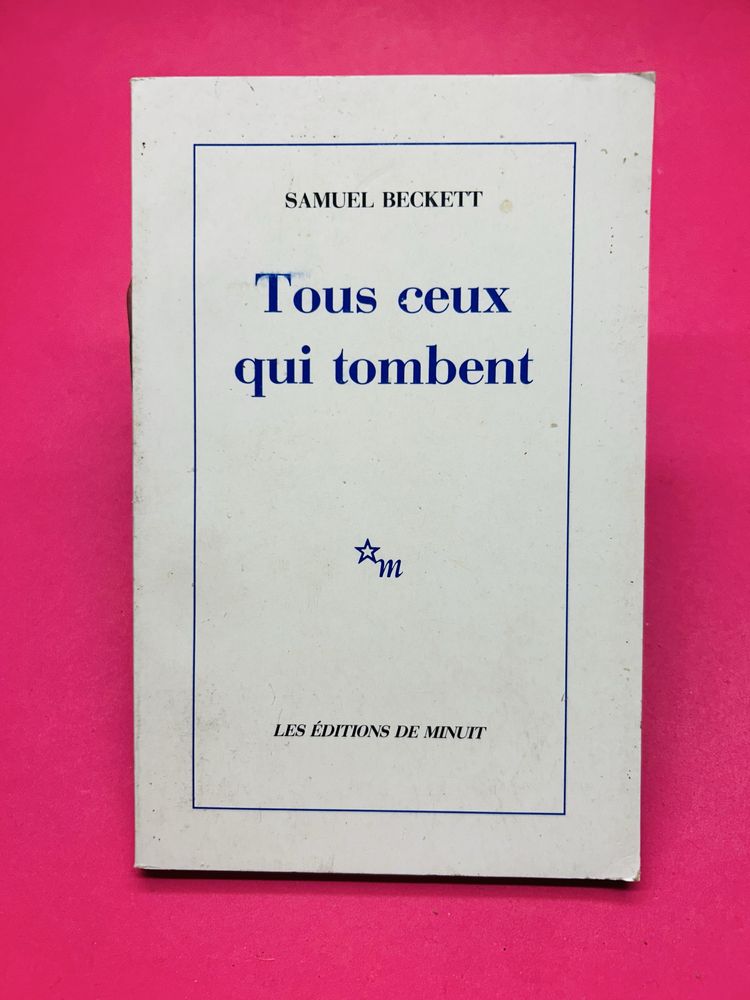 SAMUEL BECKETT
Tous ceux
qui tombent
m
LES ÉDITIONS DE MINUIT